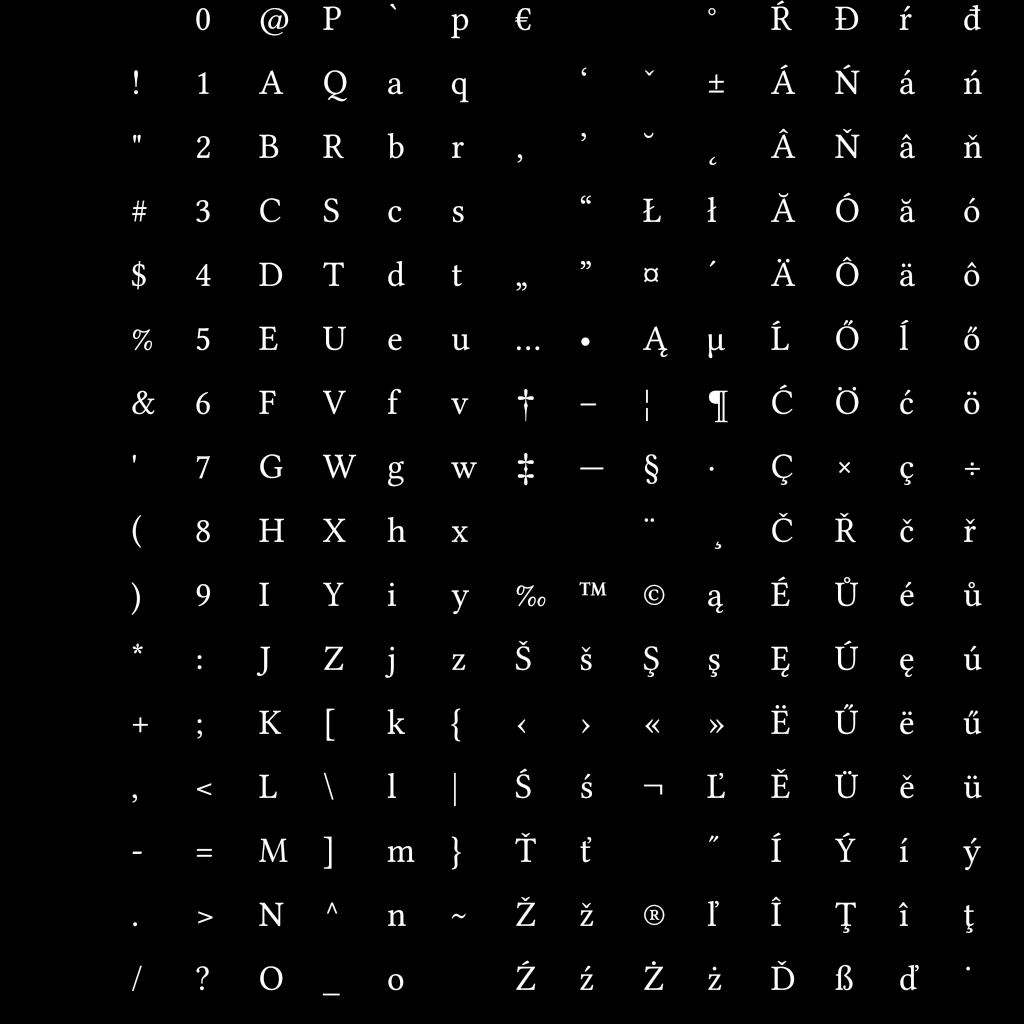 0 @ P ` p € ° Ŕ Đ ŕ đ
! 1 A Q a q ‘ ˇ ± Á Ń á ń
" 2 B R b r ‚ ’ ˘ ˛ Â Ň â ň
# 3 C S c s “ Ł ł Ă Ó ă ó
$ 4 D T d t „ ” ¤ ´ Ä Ô ä ô
% 5 E U e u … • Ą µ Ĺ Ő ĺ ő
& 6 F V f v † – ¦ ¶ Ć Ö ć ö
' 7 G W g w ‡ — § · Ç × ç ÷
( 8 H X h x ¨ ¸ Č Ř č ř
) 9 I Y i y ‰ ™ © ą É Ů é ů
* : J Z j z Š š Ş ş Ę Ú ę ú
+ ; K [ k { ‹ › « » Ë Ű ë ű
, < L \ l | Ś ś ¬ Ľ Ě Ü ě ü
- = M ] m } Ť ť ˝ Í Ý í ý
. > N ^ n ~ Ž ž ® ľ Î Ţ î ţ
/ ? O _ o Ź ź Ż ż Ď ß ď ˙